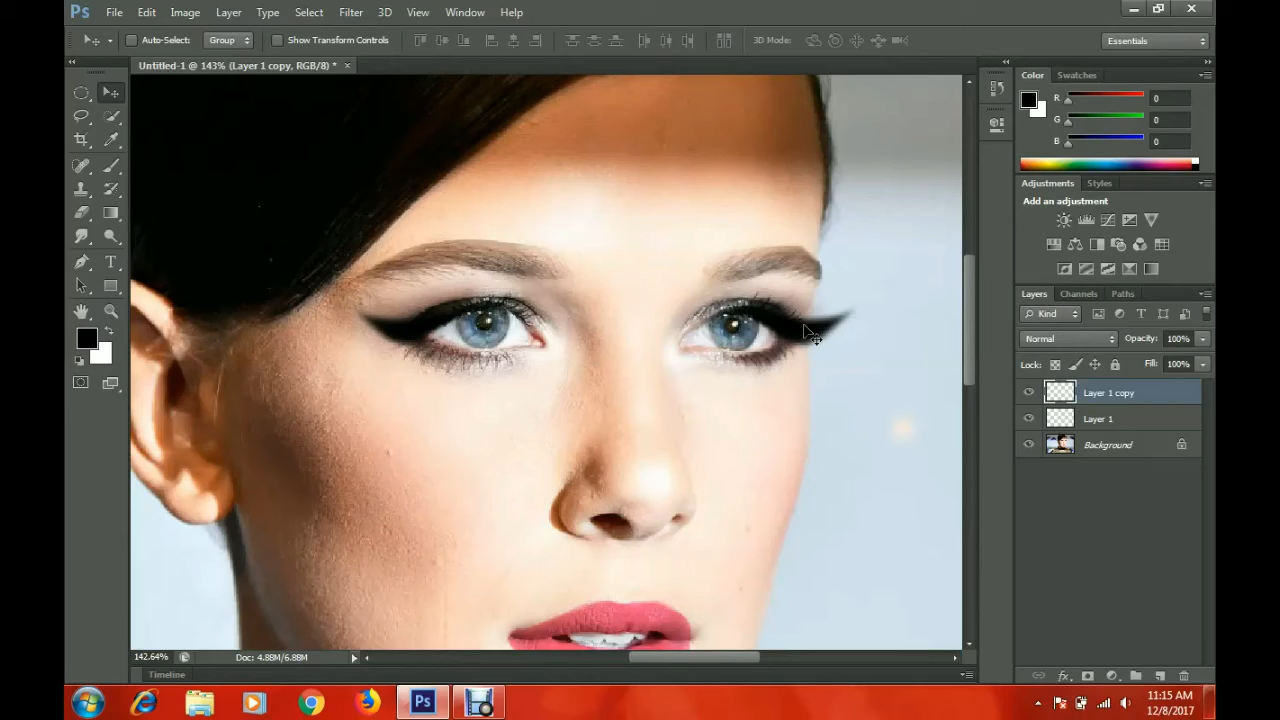 Ps File Edit Image Layer Type Select Filter 3D View Window Help
Auto-Select: Group Show Transform Controls 3D Mode: Essentials
Untitled-1 @ 143% (Layer 1 copy, RGB/8) * ×
Color Swatches
R 0
G 0
B 0
Adjustments Styles
Add an adjustment
Layers Channels Paths
Kind
Normal Opacity: 100%
Lock: Fill: 100%
Layer 1 copy
Layer 1
Background
142.64% Doc: 4.88M/6.88M
Timeline
Ps
11:15 AM
12/8/2017